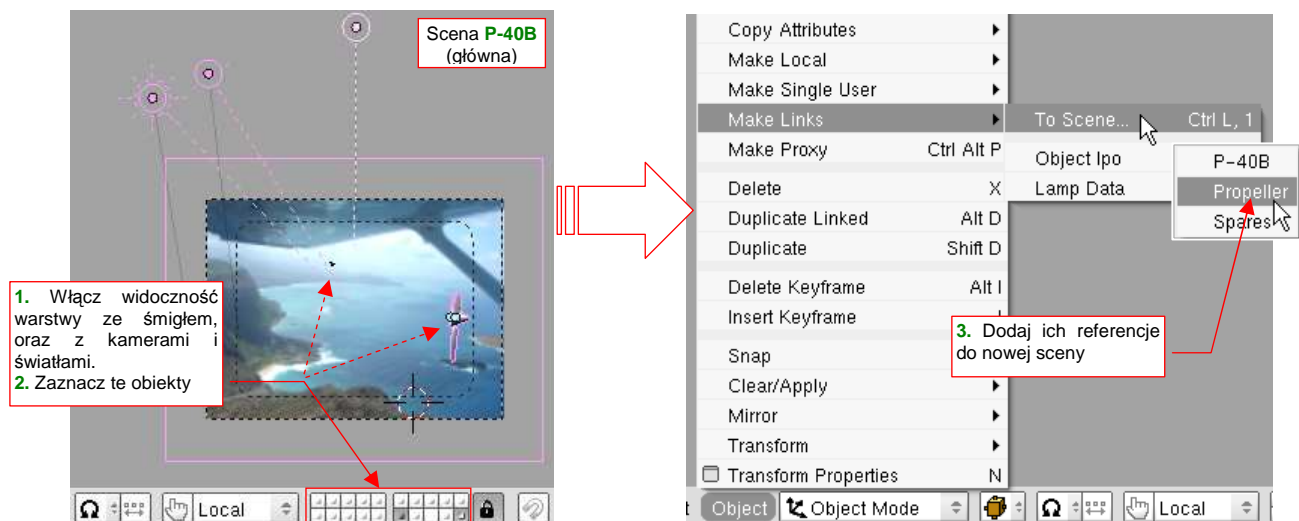 Scena P-40B
(główna)
1. Włącz widoczność
warstwy ze śmigłem,
oraz z kamerami i
światłami.
2. Zaznacz te obiekty
Local
Copy Attributes
Make Local
Make Single User
Make Links
Make Proxy Ctrl Alt P
Delete X
Duplicate Linked Alt D
Duplicate Shift D
Delete Keyframe Alt I
Insert Keyframe I
Snap
Clear/Apply
Mirror
Transform
Transform Properties N
To Scene... Ctrl L, 1
Object Ipo
Lamp Data
P-40B
Propeller
Spares
3. Dodaj ich referencje
do nowej sceny
t Object Object Mode Local